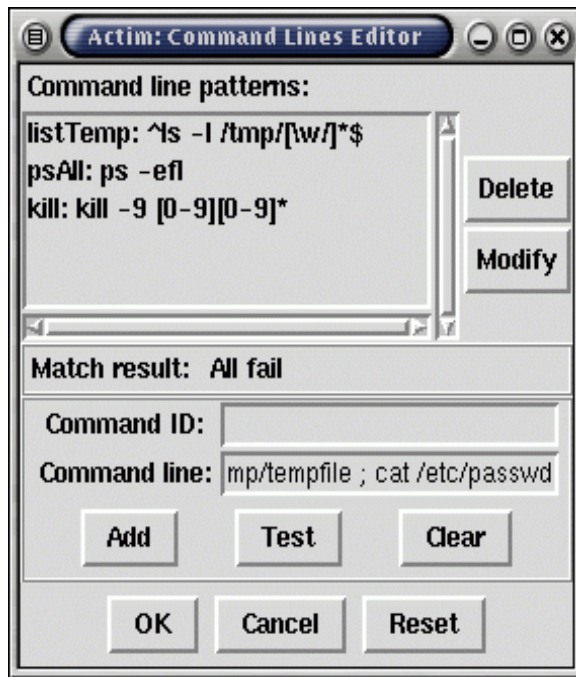 Actim: Command Lines Editor
Command line patterns:
listTemp: ^ls -l /tmp/[\w/]*$
psAll: ps -efl
kill: kill -9 [0-9][0-9]*
Delete
Modify
Match result: All fail
Command ID:
Command line: mp/tempfile ; cat /etc/passwd
Add Test Clear
OK Cancel Reset